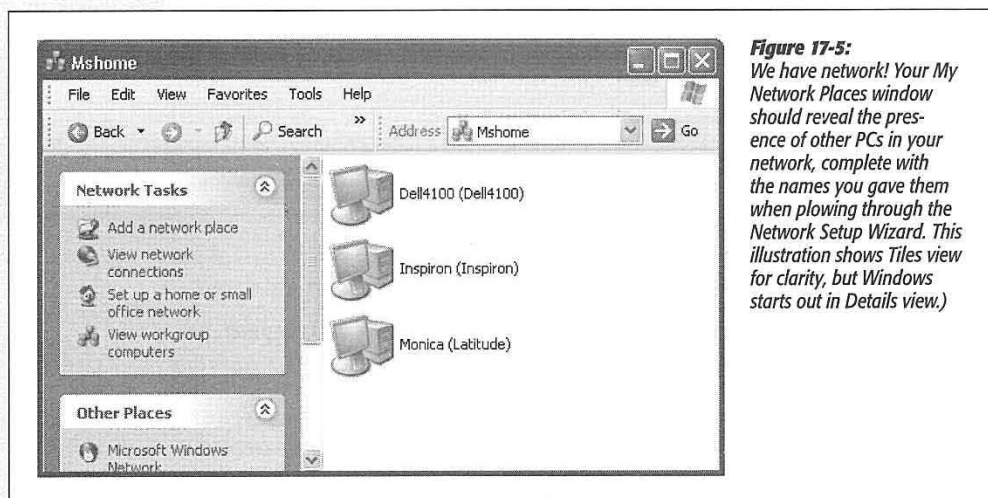 Mshome
File Edit View Favorites Tools Help
Back Search » Address Mshome Go
Network Tasks
Add a network place
View network
connections
Set up a home or small
office network
View workgroup
computers
Other Places
Microsoft Windows
Network
Dell4100 (Dell4100)
Inspiron (Inspiron)
Monica (Latitude)
Figure 17-5:
We have network! Your My
Network Places window
should reveal the pres-
ence of other PCs in your
network, complete with
the names you gave them
when plowing through the
Network Setup Wizard. This
illustration shows Tiles view
for clarity, but Windows
starts out in Details view.)